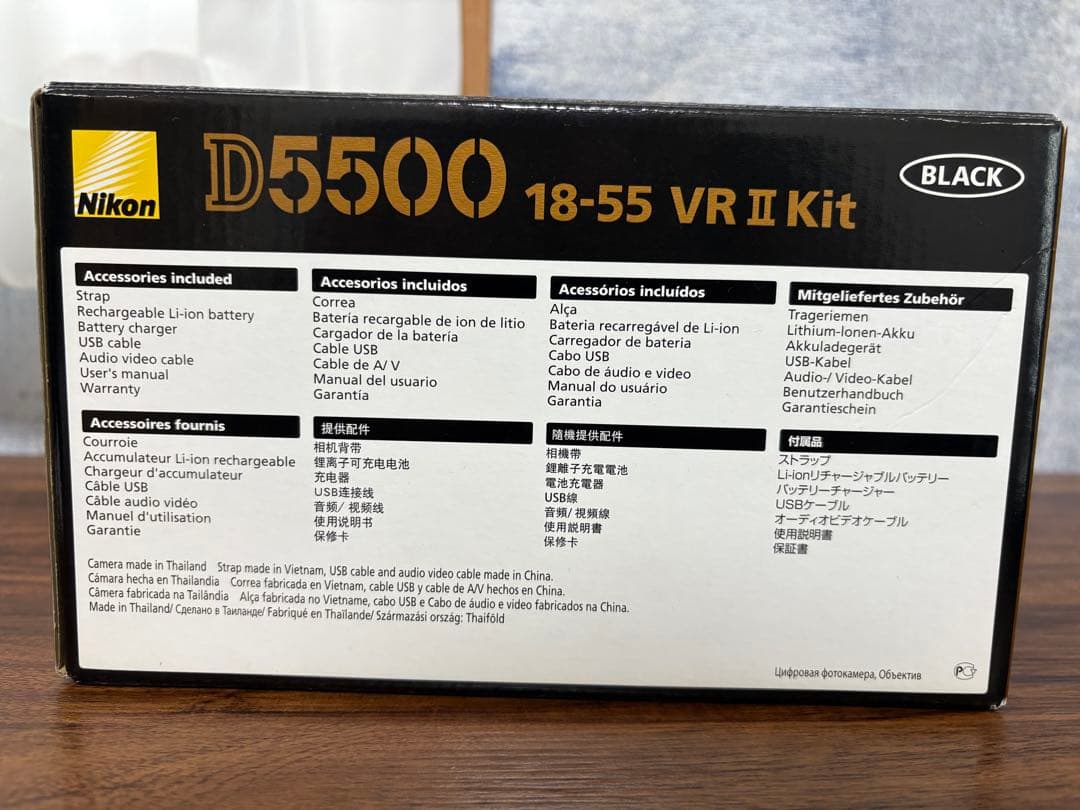 Nikon
D5500 18-55 VR II Kit
BLACK
Accessories included
Strap
Rechargeable Li-ion battery
Battery charger
USB cable
Audio video cable
User's manual
Warranty
Accesorios incluidos
Correa
Batería recargable de ion de litio
Cargador de la batería
Cable USB
Cable de A/ V
Manual del usuario
Garantía
Acessórios incluídos
Alça
Bateria recarregável de Li-ion
Carregador de bateria
Cabo USB
Cabo de áudio e video
Manual do usuário
Garantia
Mitgeliefertes Zubehör
Trageriemen
Lithium-Ionen-Akku
Akkuladegerät
USB-Kabel
Audio-/ Video-Kabel
Benutzerhandbuch
Garantieschein
Accessoires fournis
Courroie
Accumulateur Li-ion rechargeable
Chargeur d'accumulateur
Câble USB
Câble audio vidéo
Manuel d'utilisation
Garantie
提供配件
相机背带
锂离子可充电电池
充电器
USB连接线
音频/ 视频线
使用说明书
保修卡
隨機提供配件
相機帶
鋰離子充電電池
電池充電器
USB線
音頻/ 視頻線
使用説明書
保修卡
付属品
ストラップ
Li-ionリチャージャブルバッテリー
バッテリーチャージャー
USBケーブル
オーディオビデオケーブル
使用説明書
保証書
Camera made in Thailand Strap made in Vietnam, USB cable and audio video cable made in China.
Cámara hecha en Thailandia Correa fabricada en Vietnam, cable USB y cable de A/V hechos en China.
Câmera fabricada na Tailândia Alça fabricada no Vietname, cabo USB e Cabo de áudio e video fabricados na China.
Made in Thailand/ Сделано в Таиланде/ Fabriqué en Thaïlande/ Származási ország: Thaiföld
Цифровая фотокамера, Объектив